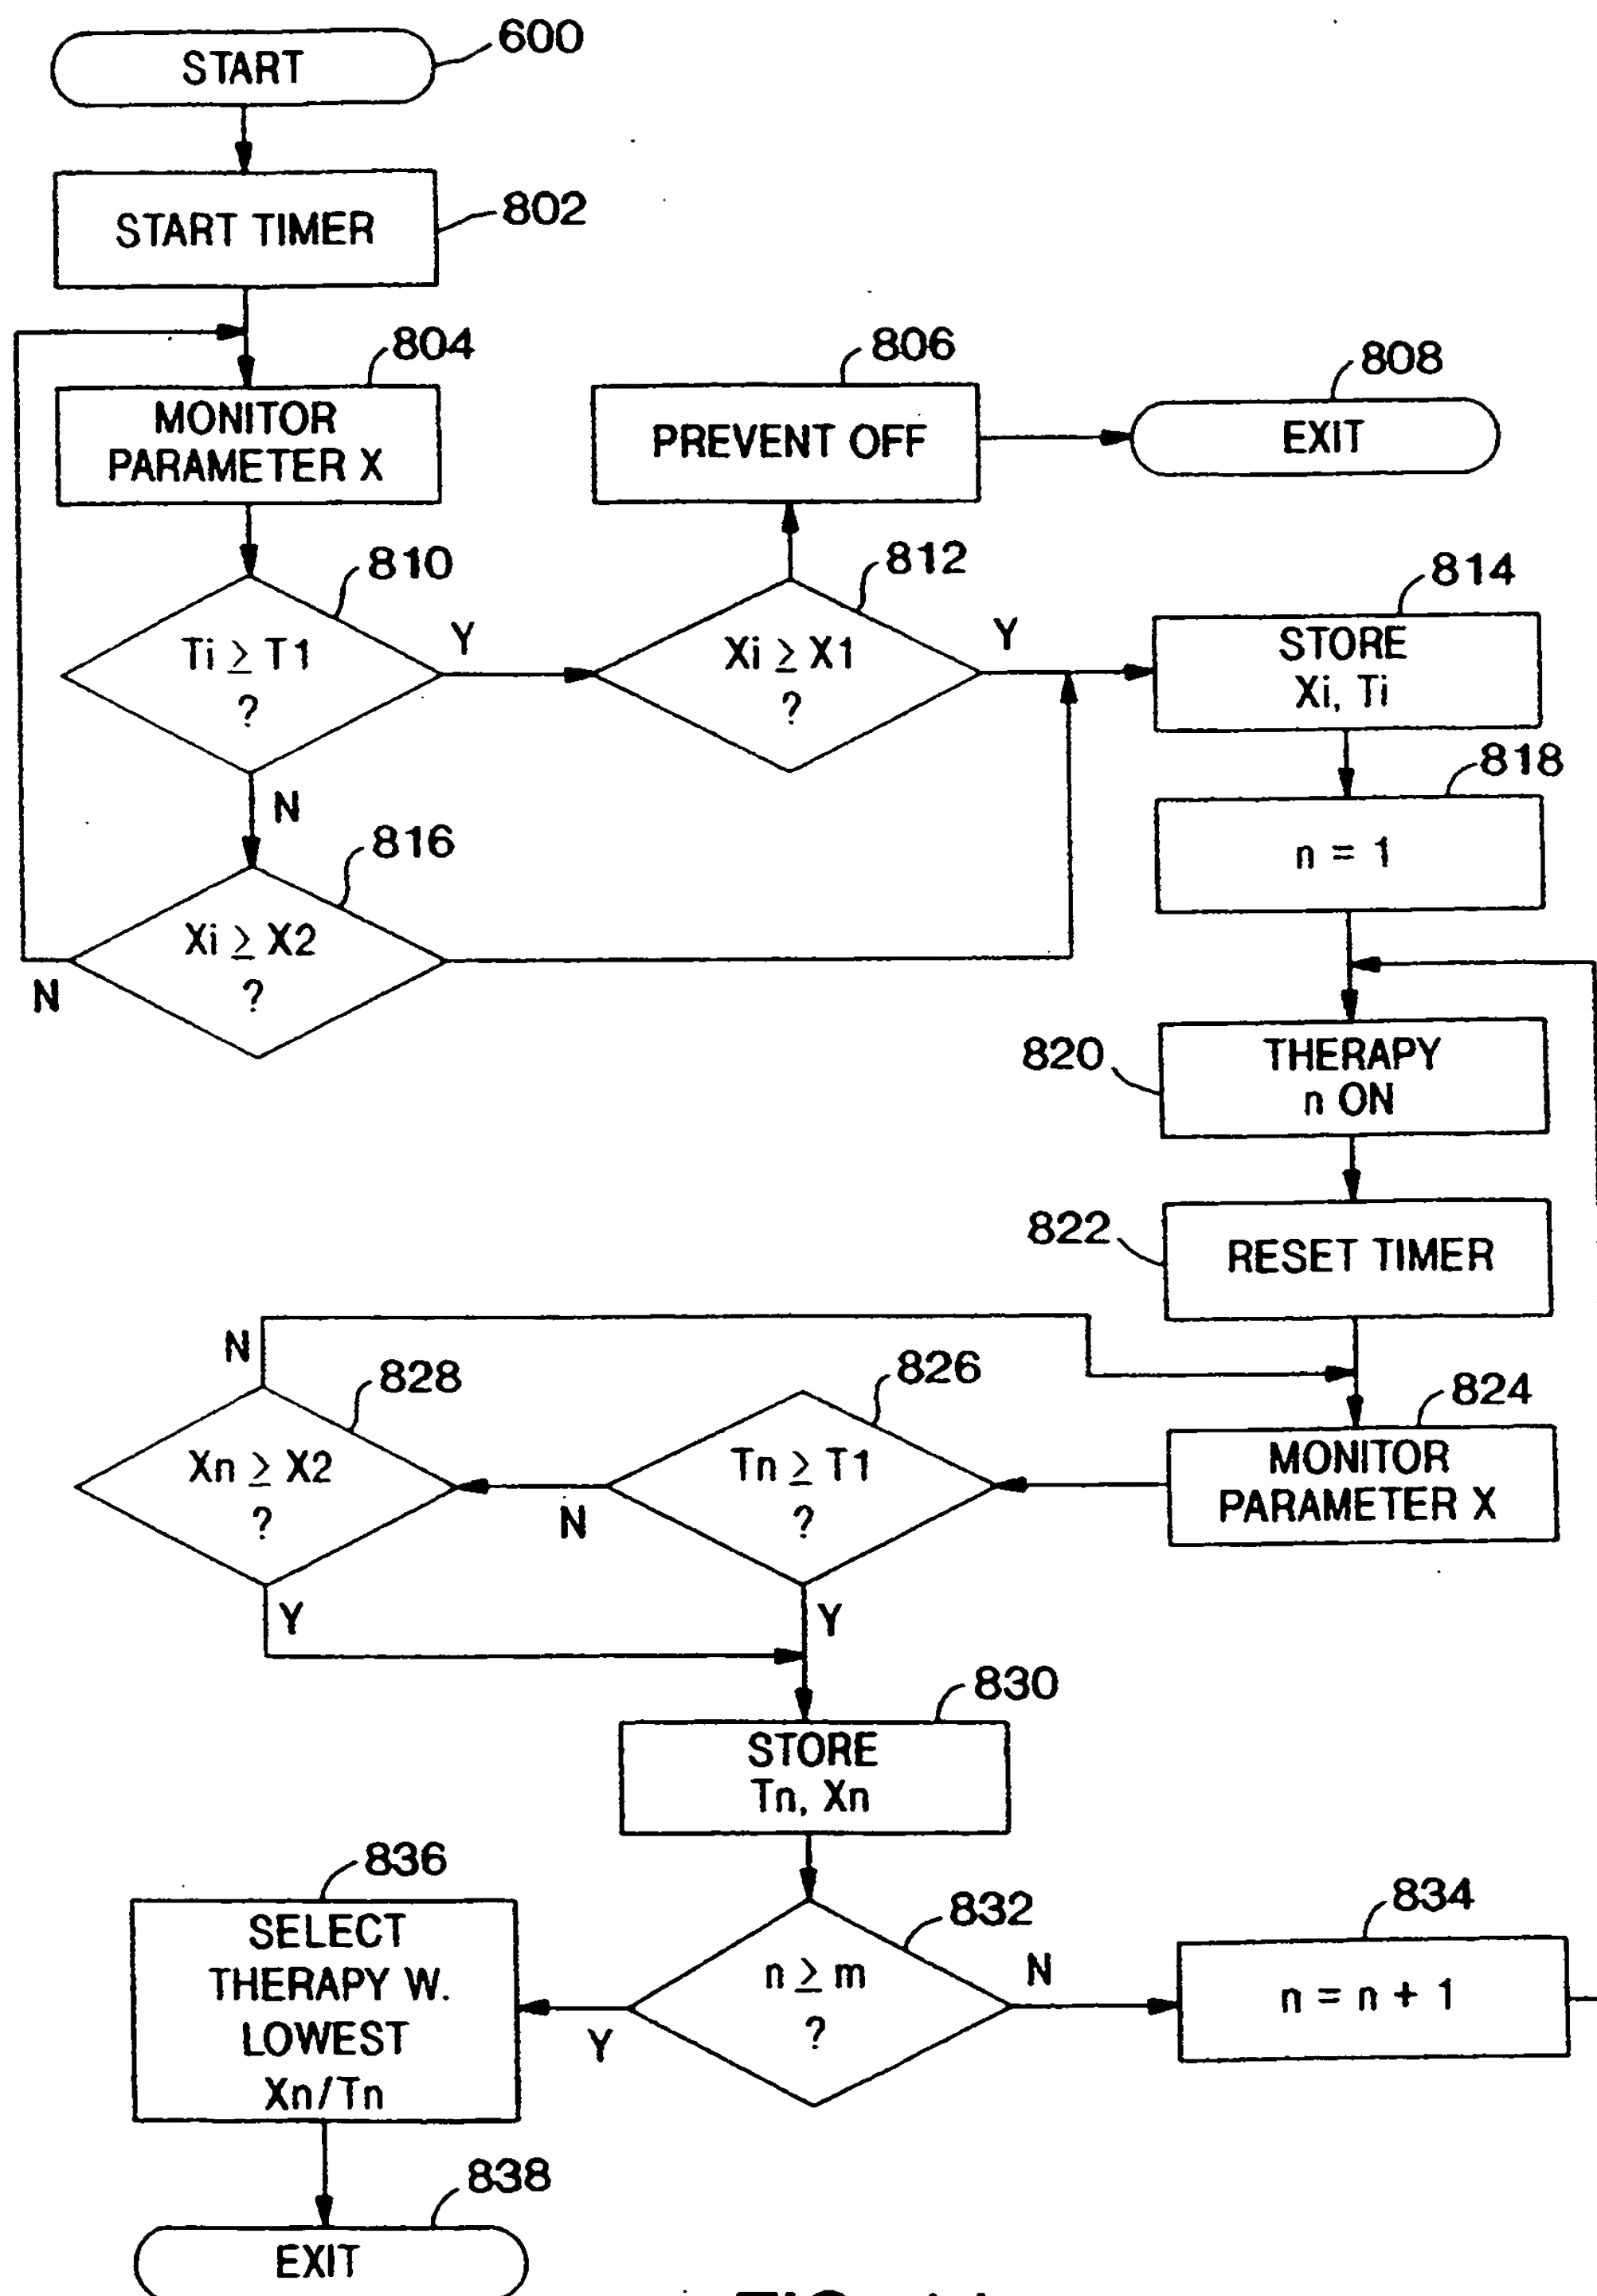 START
600
START TIMER
802
804
MONITOR
PARAMETER X
806
PREVENT OFF
808
EXIT
810
Ti ≥ T1
?
Y
812
Xi ≥ X1
?
Y
814
STORE
Xi, Ti
N
816
Xi ≥ X2
?
N
818
n = 1
820
THERAPY
n ON
822
RESET TIMER
824
MONITOR
PARAMETER X
826
Tn ≥ T1
?
N
Y
828
Xn ≥ X2
?
N
Y
830
STORE
Tn, Xn
832
n ≥ m
?
N
Y
834
n = n + 1
836
SELECT
THERAPY W.
LOWEST
Xn/Tn
838
EXIT